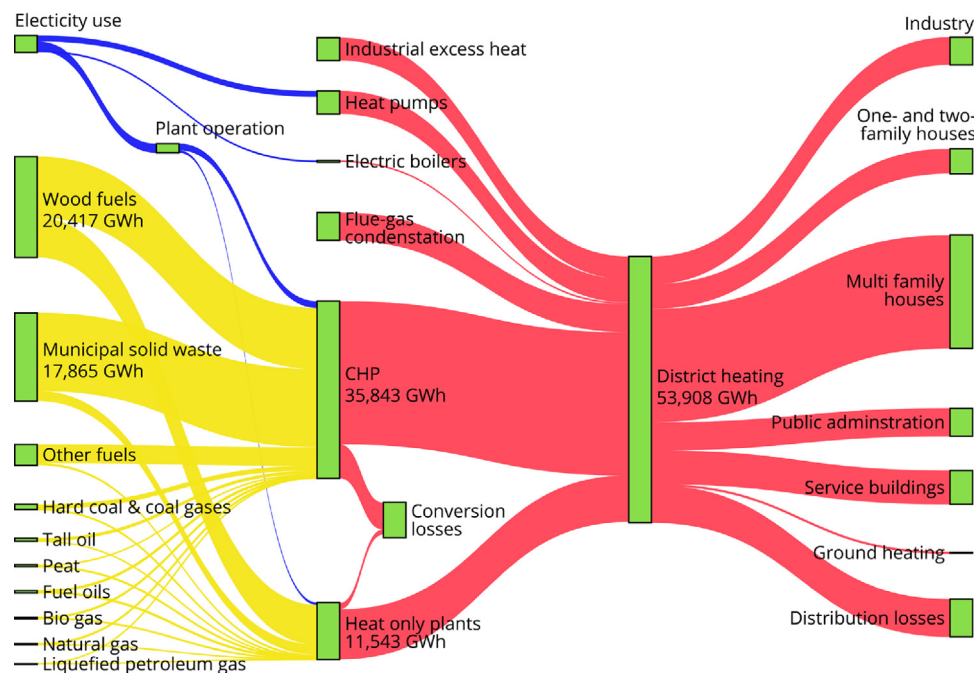 Electicity use
Plant operation
Wood fuels
20,417 GWh
Municipal solid waste
17,865 GWh
Other fuels
Hard coal & coal gases
Tall oil
Peat
Fuel oils
Bio gas
Natural gas
Liquefied petroleum gas
Industrial excess heat
Heat pumps
Electric boilers
Flue-gas
condenstation
CHP
35,843 GWh
Conversion
losses
Heat only plants
11,543 GWh
District heating
53,908 GWh
Industry
One- and two-
family houses
Multi family
houses
Public adminstration
Service buildings
Ground heating
Distribution losses